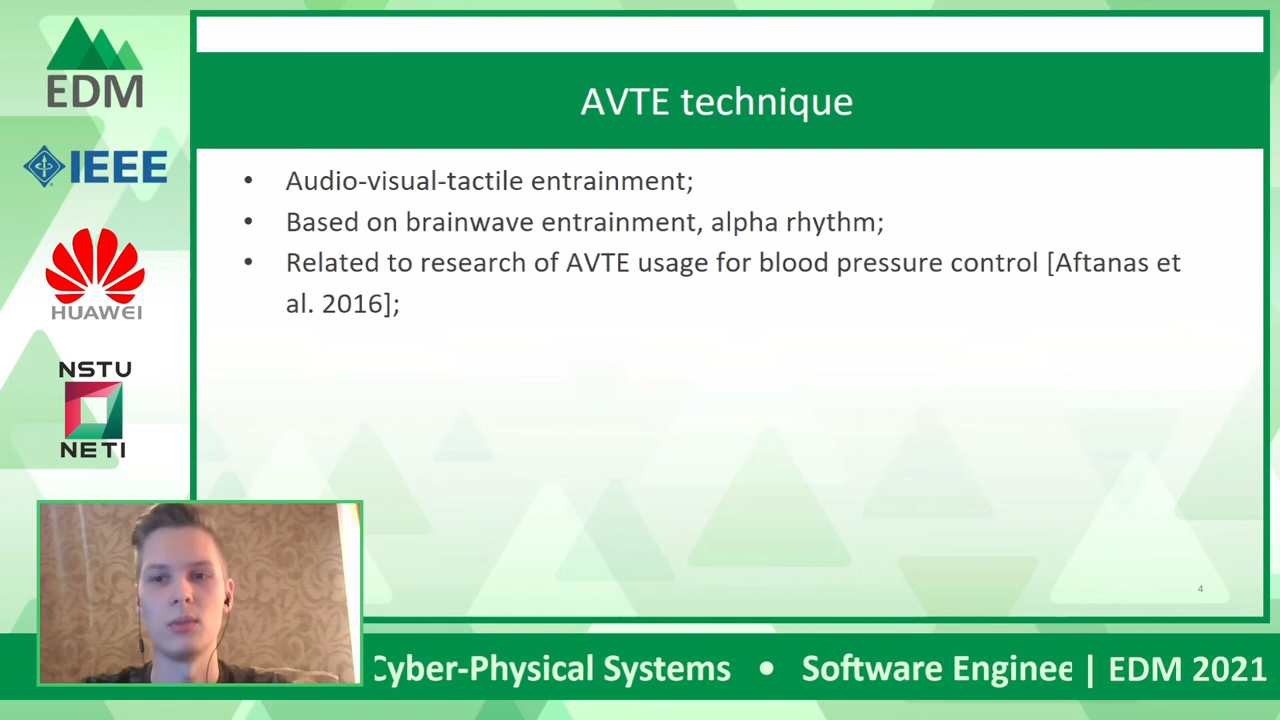 EDM
IEEE
HUAWEI
NSTU
NETI
AVTE technique
• Audio-visual-tactile entrainment;
• Based on brainwave entrainment, alpha rhythm;
• Related to research of AVTE usage for blood pressure control [Aftanas et
al. 2016];
4
Cyber-Physical Systems • Software Enginee | EDM 2021